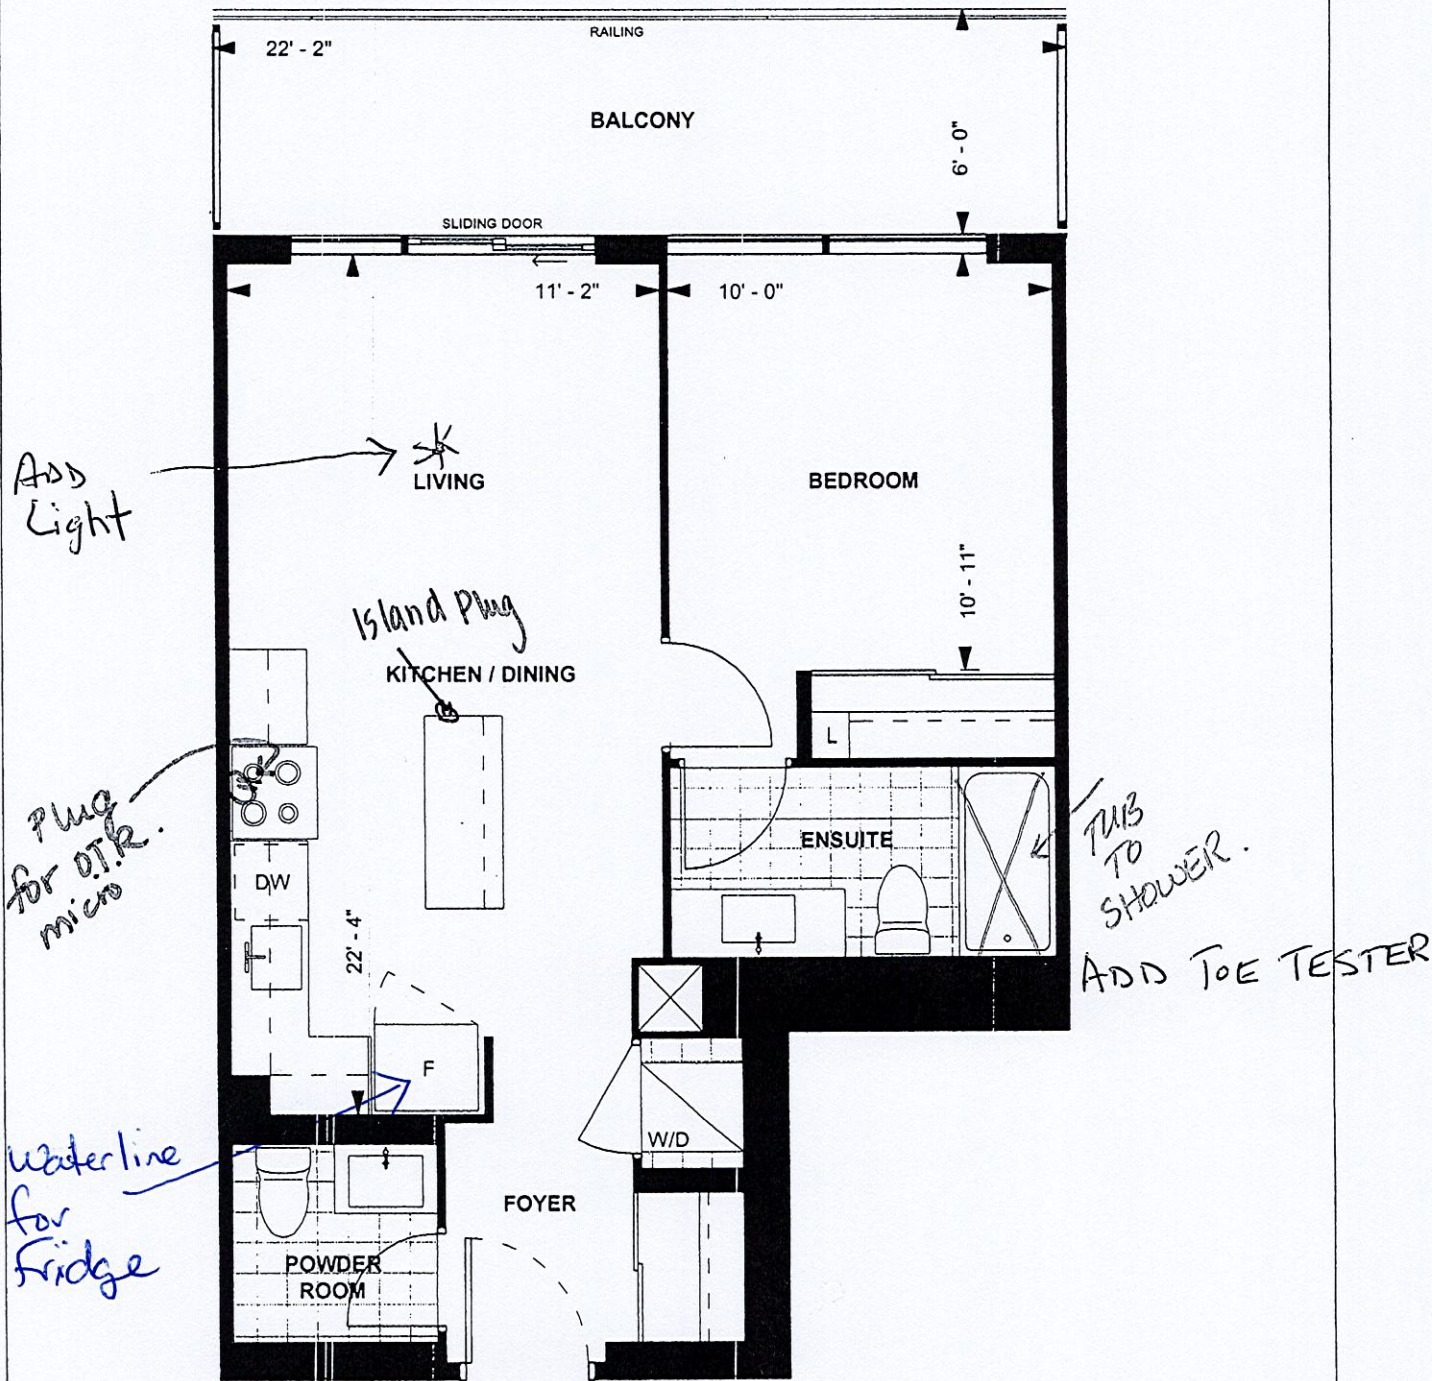 RAILING
22' - 2"
BALCONY
6' - 0"
SLIDING DOOR
11' - 2"
10' - 0"
ADD
Light
LIVING
BEDROOM
10' - 11"
Island Plug
KITCHEN / DINING
L
Plug
for O.T.R.
micro
DW
ENSUITE
TUB
TO
SHOWER.
22' - 4"
ADD TOE TESTER
F
W/D
Waterline
for
Fridge
FOYER
POWDER
ROOM